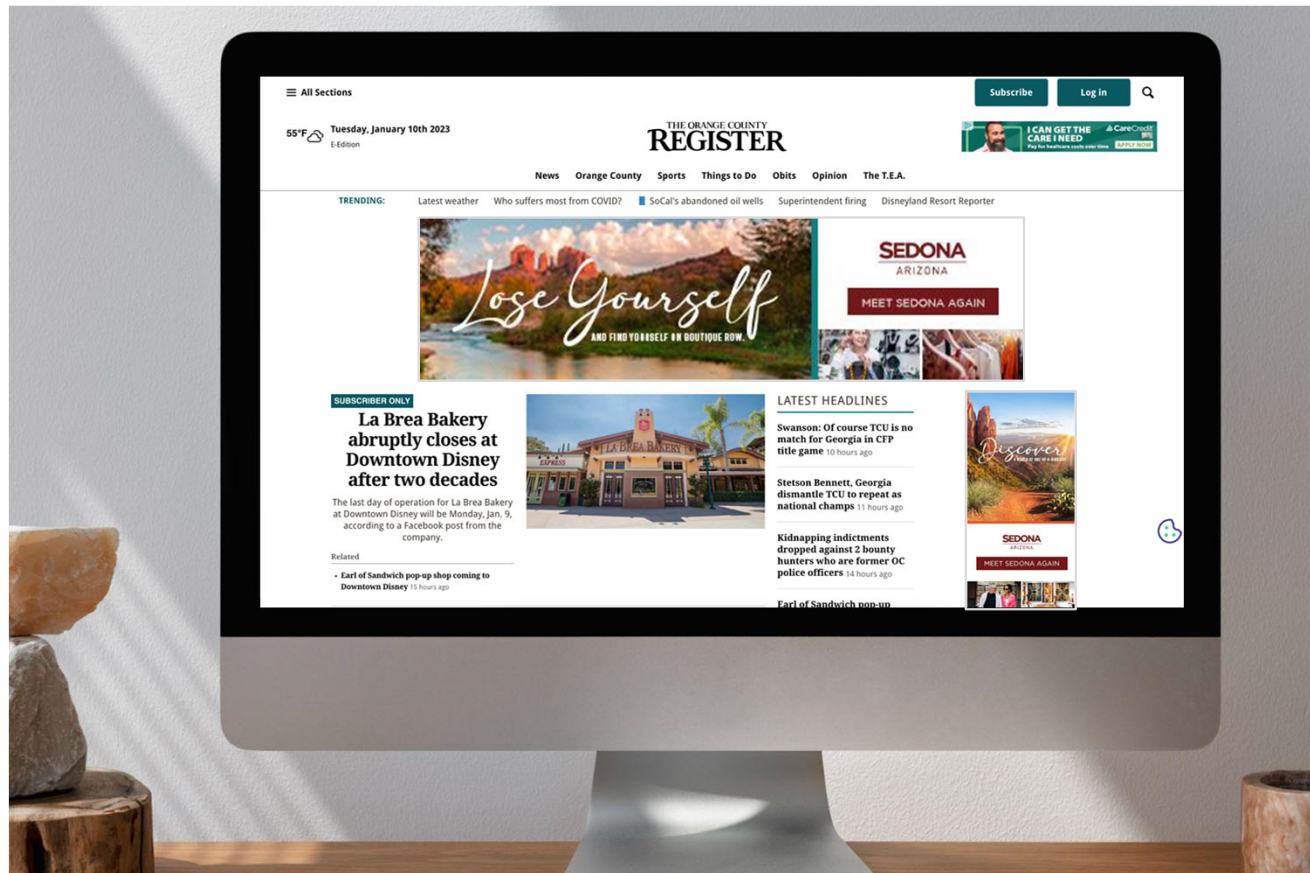 All Sections
Subscribe
Log in
55°F
Tuesday, January 10th 2023
E-Edition
THE ORANGE COUNTY
REGISTER
I CAN GET THE
CARE I NEED
Pay for healthcare costs over time
CareCredit
APPLY NOW
News Orange County Sports Things to Do Obits Opinion The T.E.A.
TRENDING: Latest weather Who suffers most from COVID? SoCal's abandoned oil wells Superintendent firing Disneyland Resort Reporter
Lose Yourself
AND FIND YOURSELF ON BOUTIQUE ROW.
SEDONA
ARIZONA
MEET SEDONA AGAIN
SUBSCRIBER ONLY
La Brea Bakery
abruptly closes at
Downtown Disney
after two decades
The last day of operation for La Brea Bakery
at Downtown Disney will be Monday, Jan. 9,
according to a Facebook post from the
company.
Related
• Earl of Sandwich pop-up shop coming to
Downtown Disney 15 hours ago
EXPRESS
LA BREA BAKERY
LATEST HEADLINES
Swanson: Of course TCU is no
match for Georgia in CFP
title game 10 hours ago
Stetson Bennett, Georgia
dismantle TCU to repeat as
national champs 11 hours ago
Kidnapping indictments
dropped against 2 bounty
hunters who are former OC
police officers 14 hours ago
Earl of Sandwich pop-up
Discover
SEDONA
ARIZONA
MEET SEDONA AGAIN